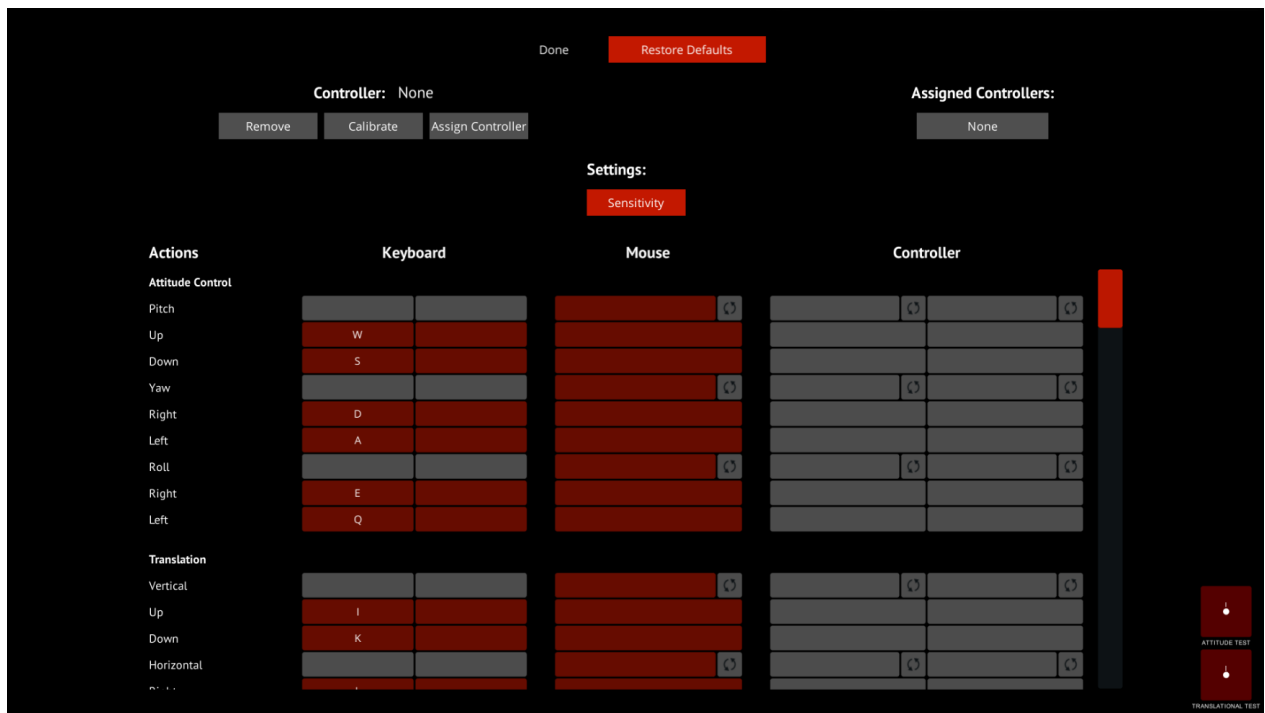 Done Restore Defaults
Controller: None Assigned Controllers:
Remove Calibrate Assign Controller None
Settings:
Sensitivity
Actions Keyboard Mouse Controller
Attitude Control
Pitch
Up W
Down S
Yaw
Right D
Left A
Roll
Right E
Left Q
Translation
Vertical
Up I
Down K
Horizontal
ATTITUDE TEST
TRANSLATIONAL TEST